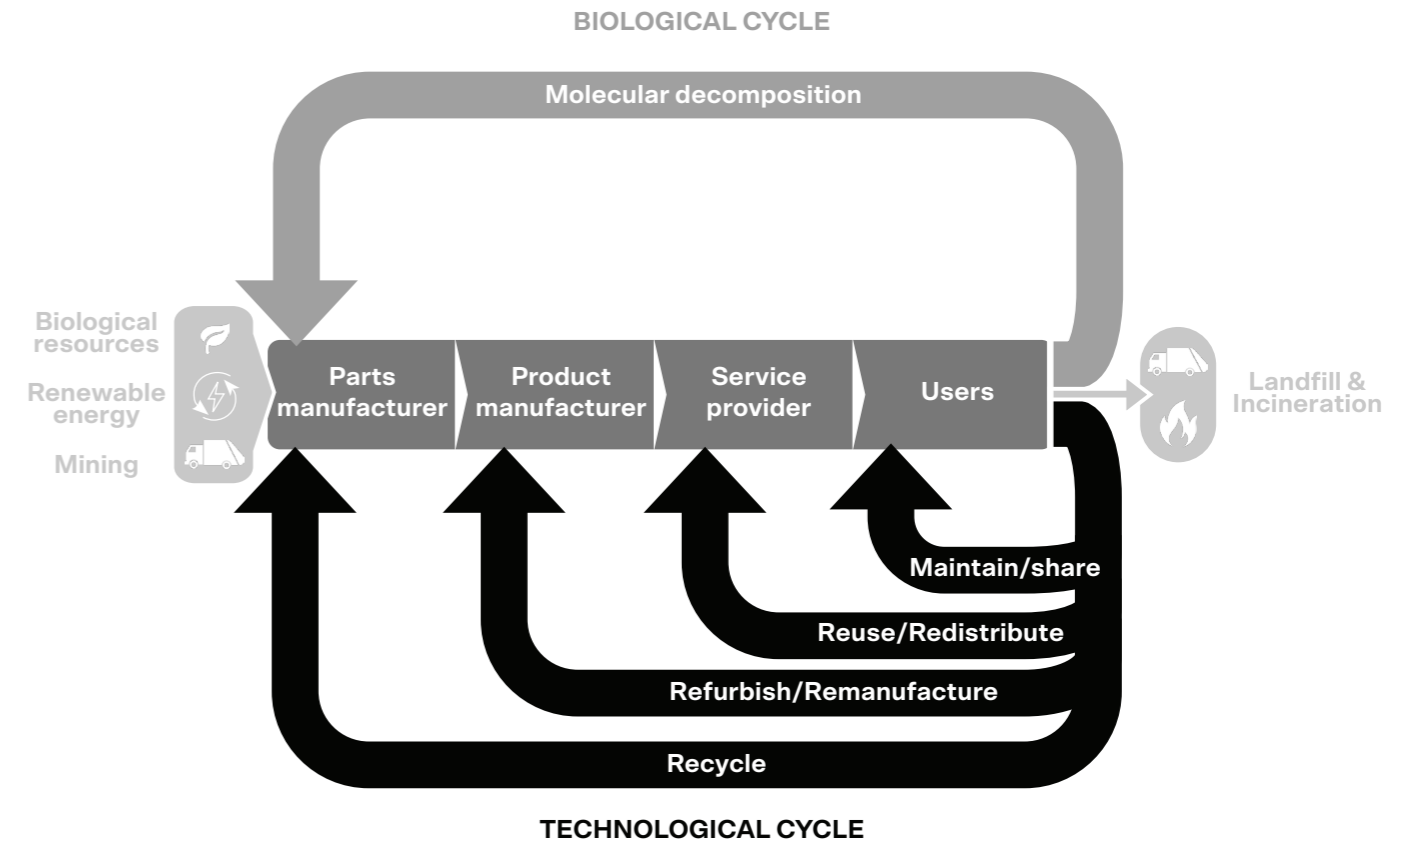 BIOLOGICAL CYCLE
Molecular decomposition
Biological
resources
Renewable
energy
Mining
Parts
manufacturer
Product
manufacturer
Service
provider
Users
Landfill &
Incineration
Maintain/share
Reuse/Redistribute
Refurbish/Remanufacture
Recycle
TECHNOLOGICAL CYCLE